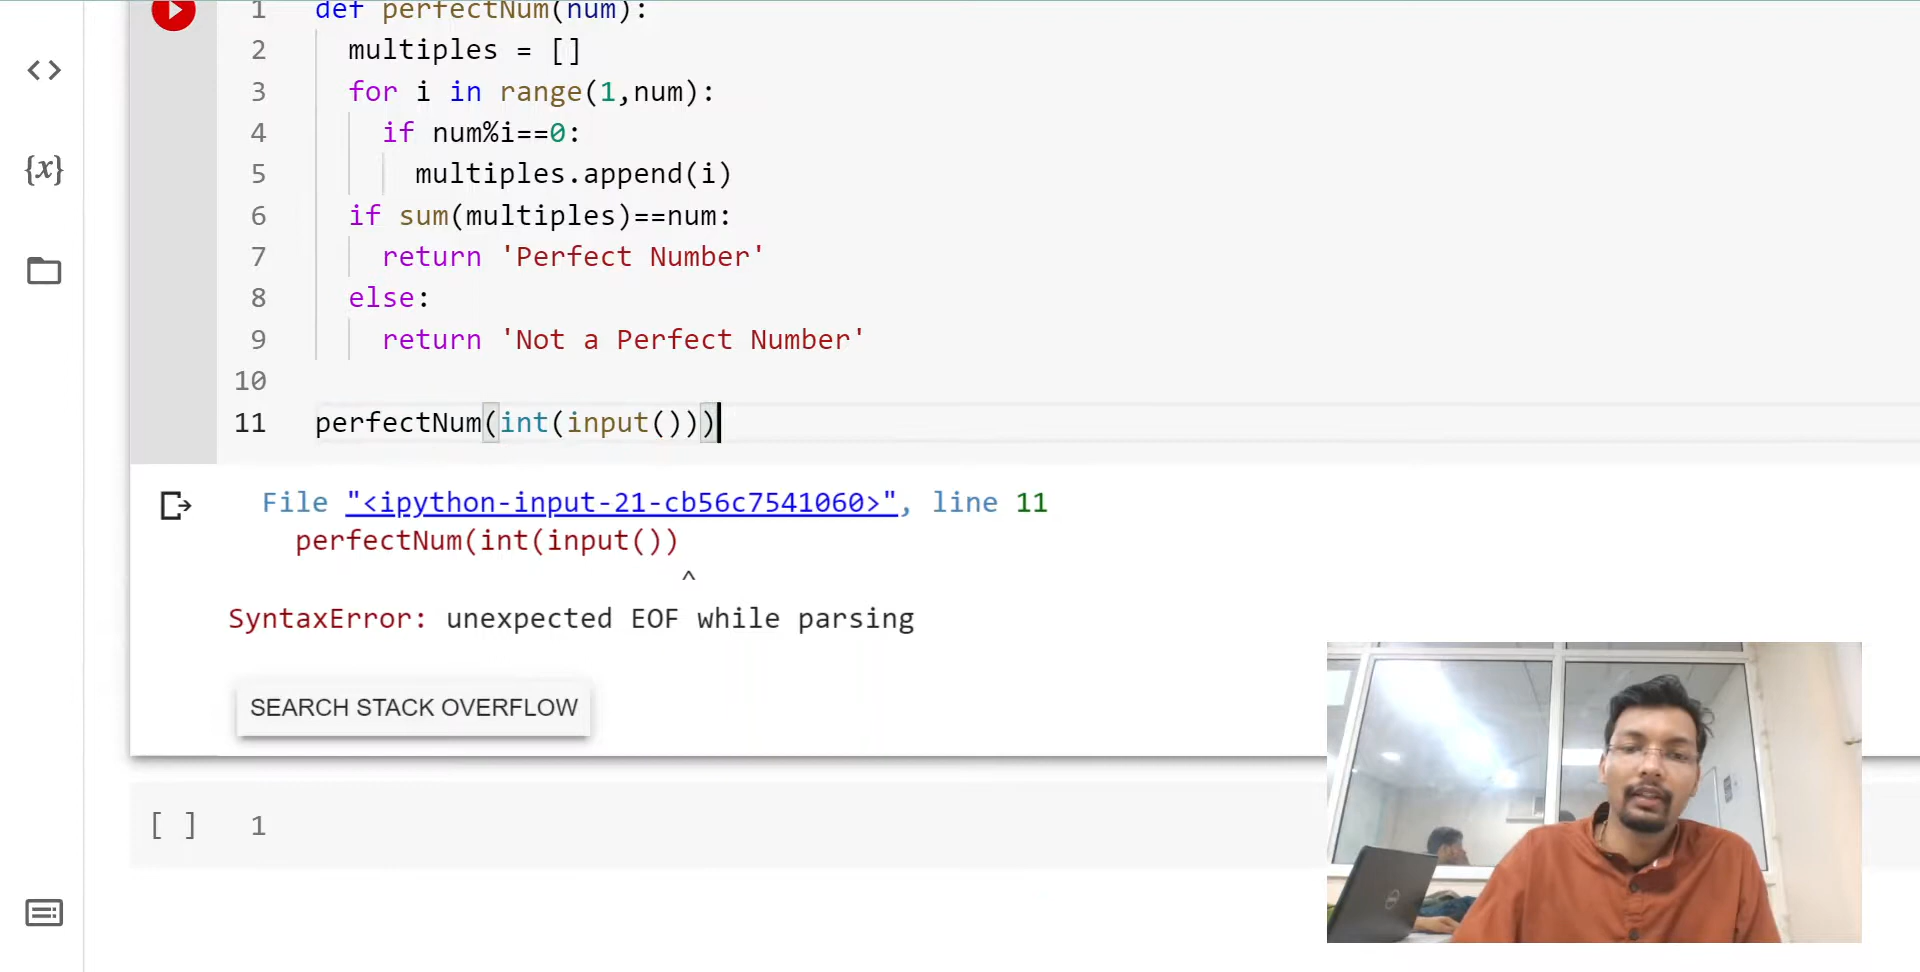 1 def perfectNum(num):
2 multiples = []
3 for i in range(1,num):
4 if num%i==0:
5 multiples.append(i)
6 if sum(multiples)==num:
7 return 'Perfect Number'
8 else:
9 return 'Not a Perfect Number'
10
11 perfectNum(int(input()))
File "<ipython-input-21-cb56c7541060>", line 11
perfectNum(int(input())
^
SyntaxError: unexpected EOF while parsing
SEARCH STACK OVERFLOW
[ ] 1
{x}